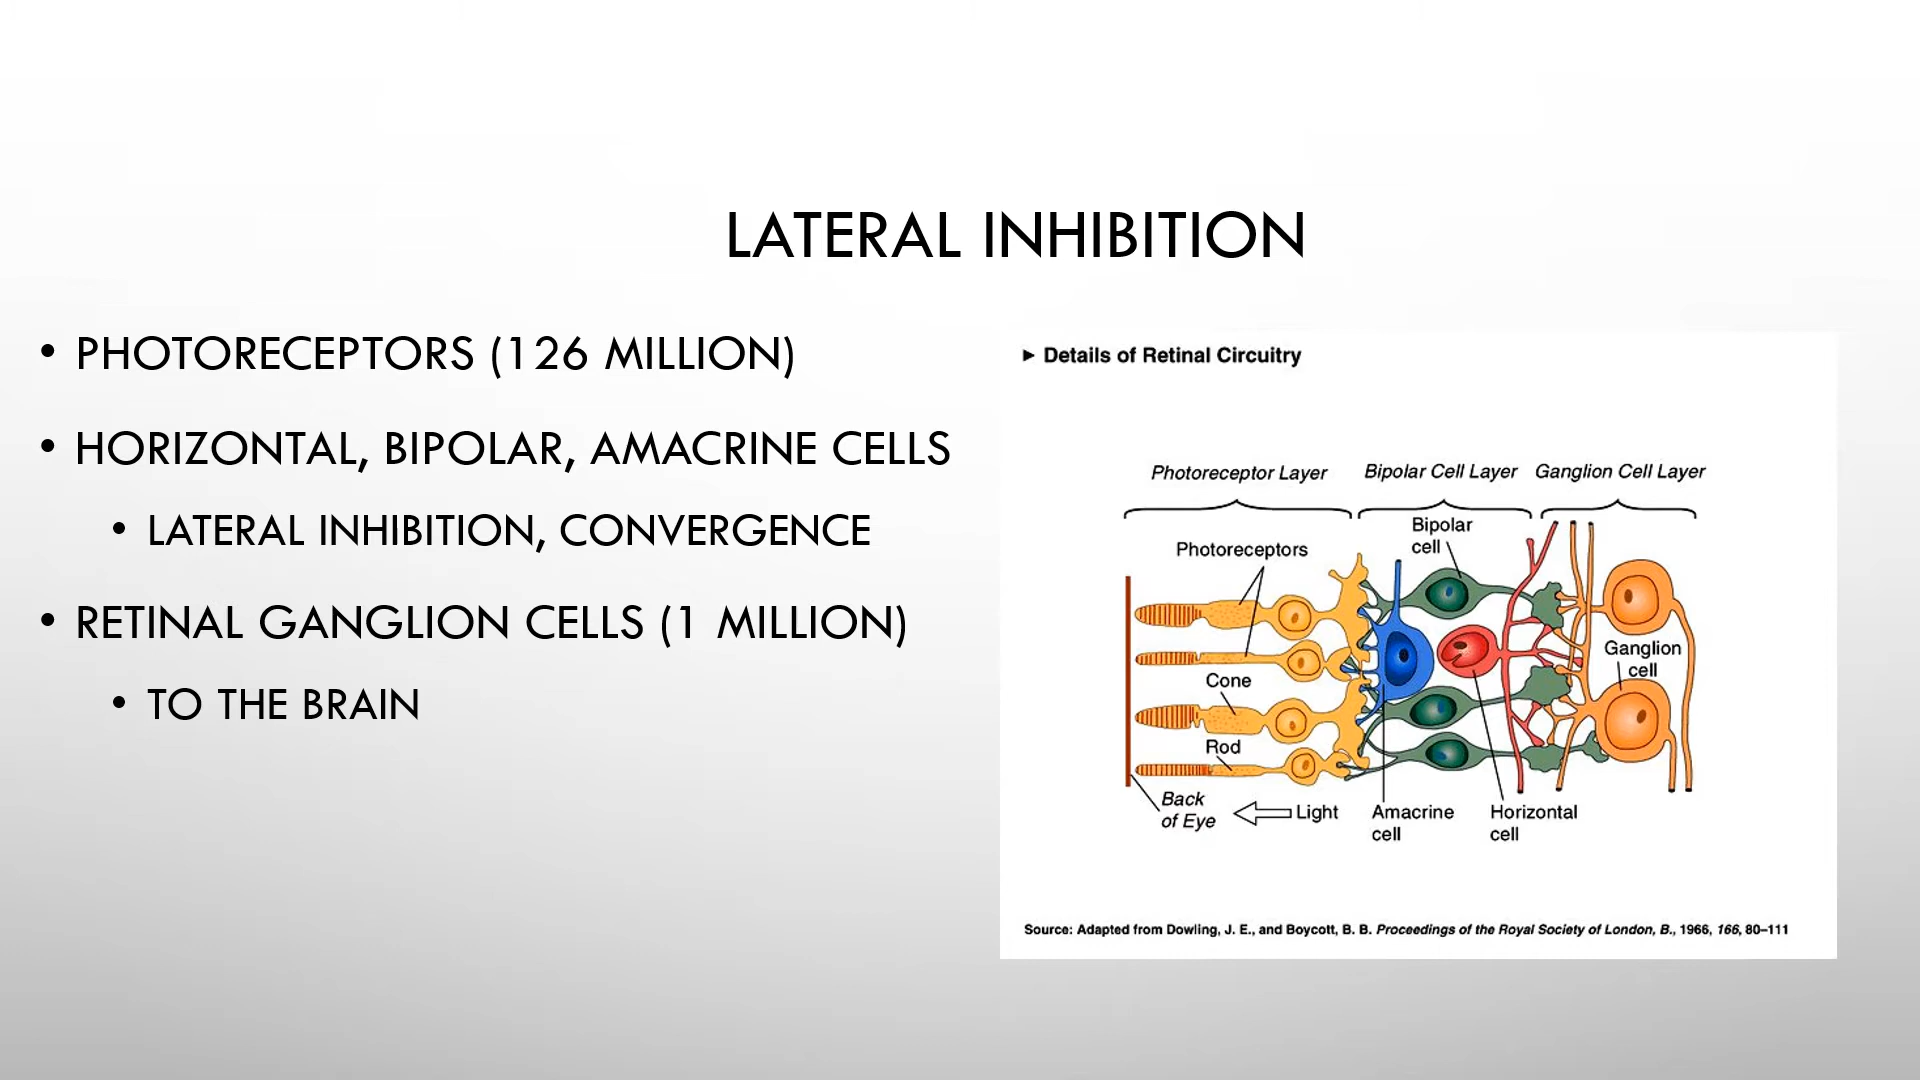 LATERAL INHIBITION
• PHOTORECEPTORS (126 MILLION)
• HORIZONTAL, BIPOLAR, AMACRINE CELLS
• LATERAL INHIBITION, CONVERGENCE
• RETINAL GANGLION CELLS (1 MILLION)
• TO THE BRAIN
► Details of Retinal Circuitry
Photoreceptor Layer
Bipolar Cell Layer
Ganglion Cell Layer
Bipolar
cell
Photoreceptors
Ganglion
cell
Cone
Rod
Back
of Eye
Light
Amacrine
cell
Horizontal
cell
Source: Adapted from Dowling, J. E., and Boycott, B. B. Proceedings of the Royal Society of London, B., 1966, 166, 80–111